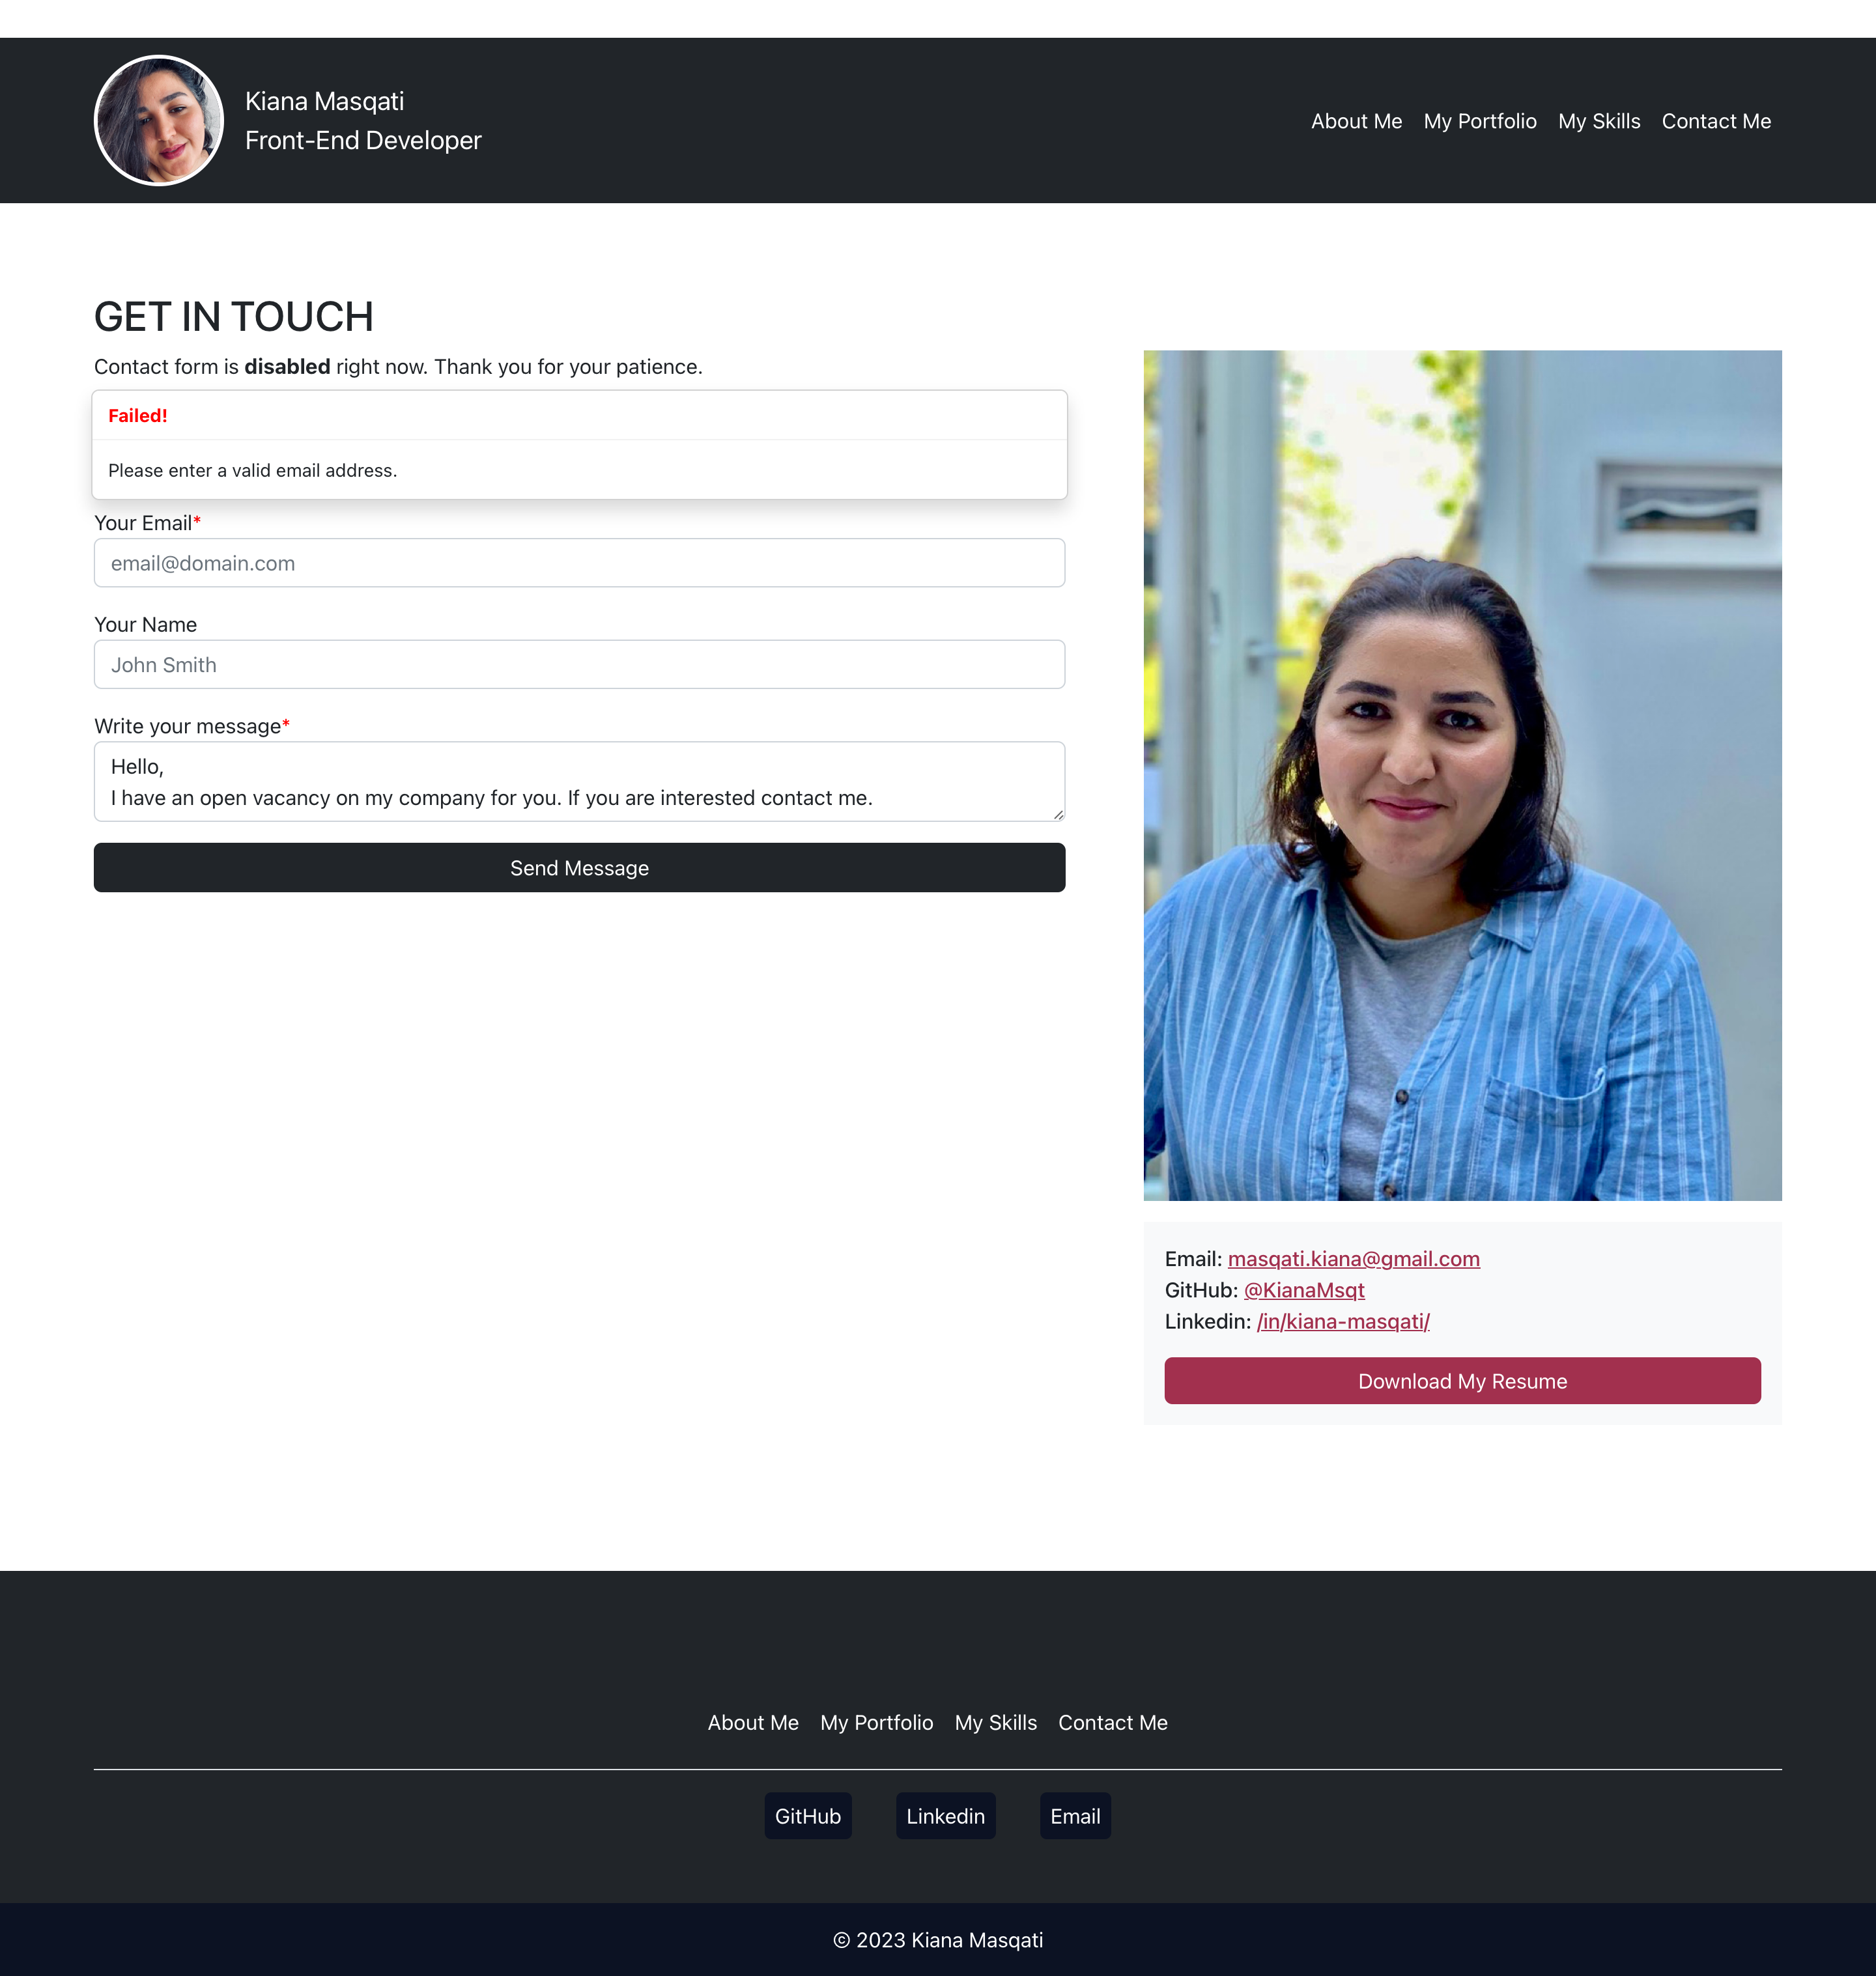 Kiana Masqati
Front-End Developer
About Me My Portfolio My Skills Contact Me
GET IN TOUCH
Contact form is disabled right now. Thank you for your patience.
Failed!
Please enter a valid email address.
Your Email*
email@domain.com
Your Name
John Smith
Write your message*
Hello,
I have an open vacancy on my company for you. If you are interested contact me.
Send Message
Email: masqati.kiana@gmail.com
GitHub: @KianaMsqt
Linkedin: /in/kiana-masqati/
Download My Resume
About Me My Portfolio My Skills Contact Me
GitHub Linkedin Email
© 2023 Kiana Masqati